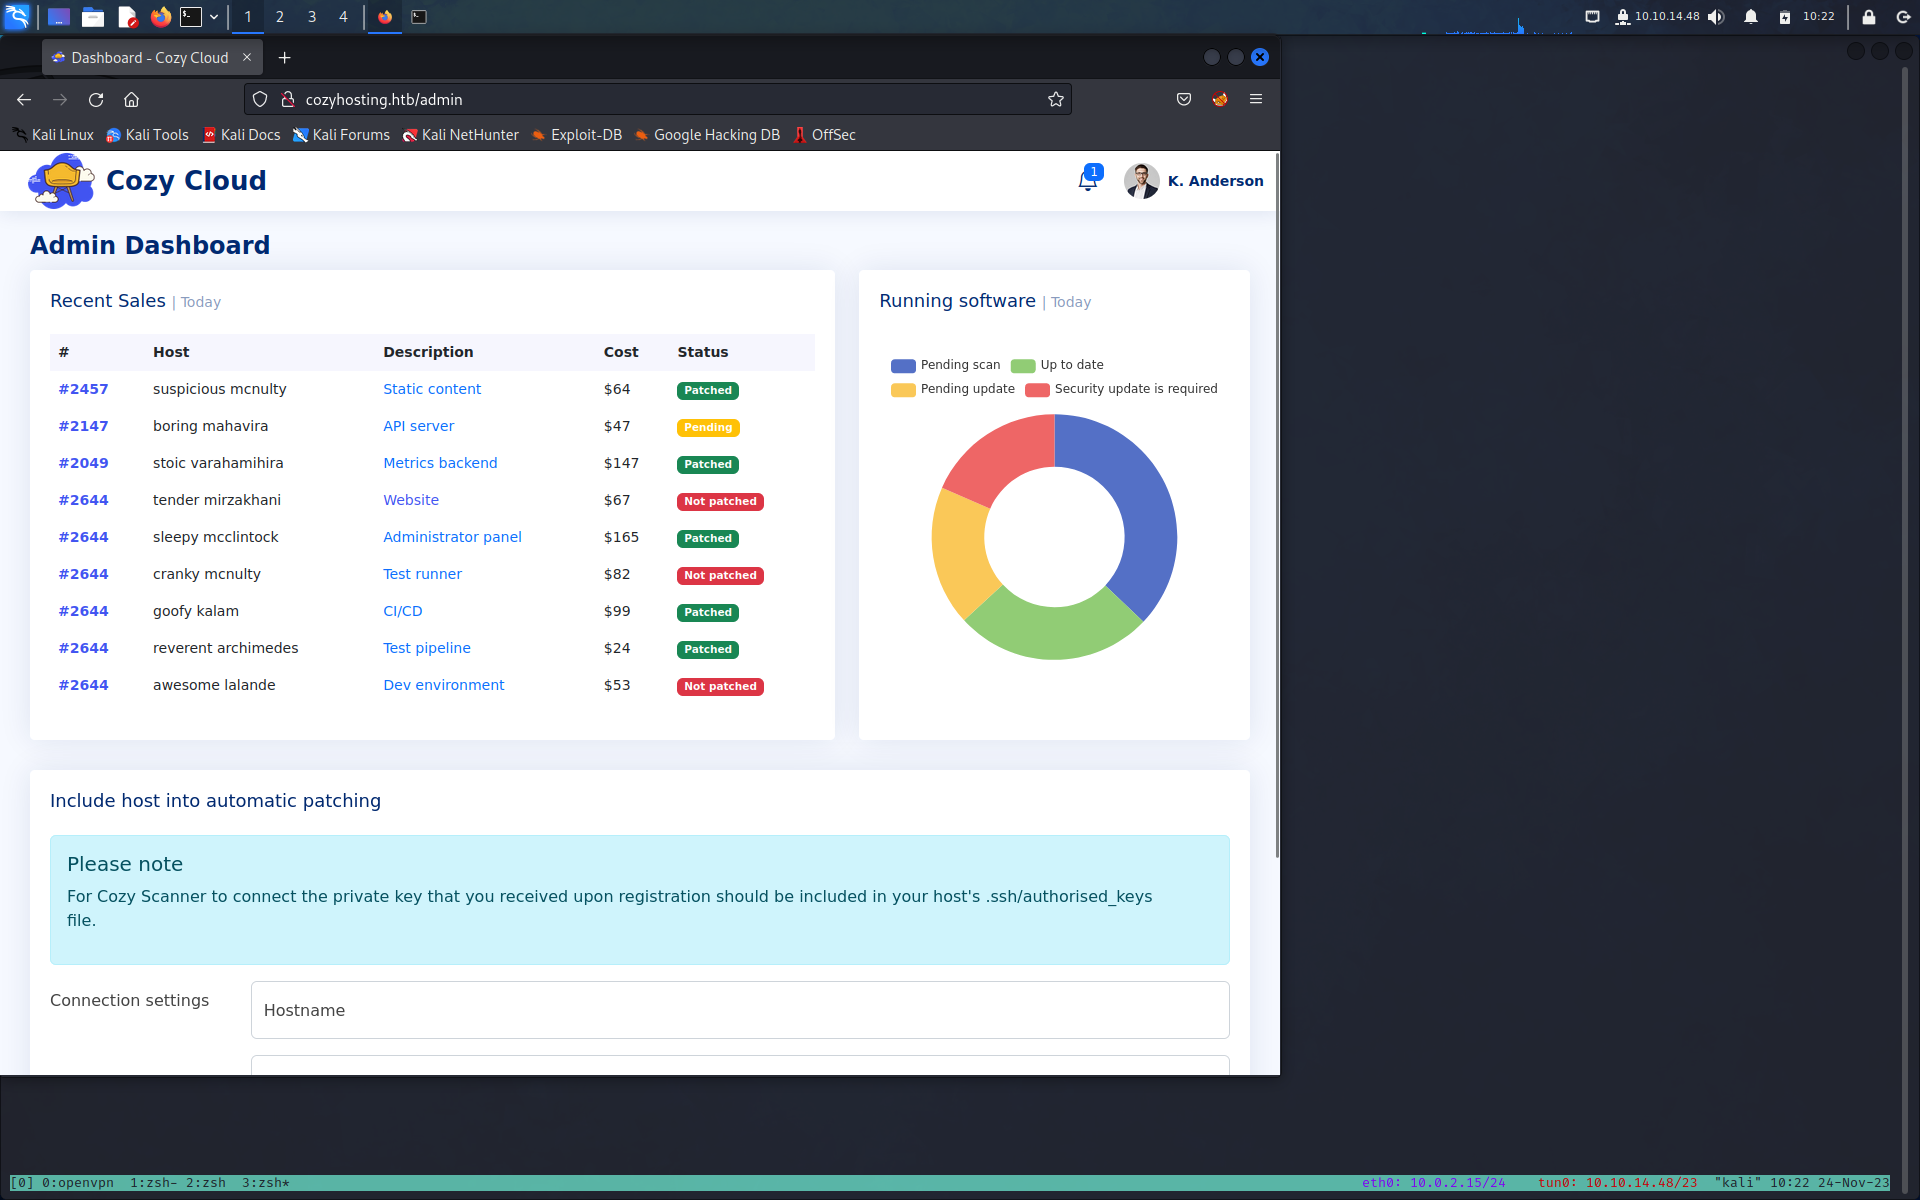 1 2 3 4 10.10.14.48 10:22
Dashboard - Cozy Cloud
cozyhosting.htb/admin
Kali Linux Kali Tools Kali Docs Kali Forums Kali NetHunter Exploit-DB Google Hacking DB OffSec
Cozy Cloud 1 K. Anderson
Admin Dashboard
Recent Sales | Today
# Host Description Cost Status
#2457 suspicious mcnulty Static content $64 Patched
#2147 boring mahavira API server $47 Pending
#2049 stoic varahamihira Metrics backend $147 Patched
#2644 tender mirzakhani Website $67 Not patched
#2644 sleepy mcclintock Administrator panel $165 Patched
#2644 cranky mcnulty Test runner $82 Not patched
#2644 goofy kalam CI/CD $99 Patched
#2644 reverent archimedes Test pipeline $24 Patched
#2644 awesome lalande Dev environment $53 Not patched
Running software | Today
Pending scan Up to date
Pending update Security update is required
Include host into automatic patching
Please note
For Cozy Scanner to connect the private key that you received upon registration should be included in your host's .ssh/authorised_keys
file.
Connection settings Hostname
[0] 0:openvpn 1:zsh- 2:zsh 3:zsh* eth0: 10.0.2.15/24 tun0: 10.10.14.48/23 "kali" 10:22 24-Nov-23